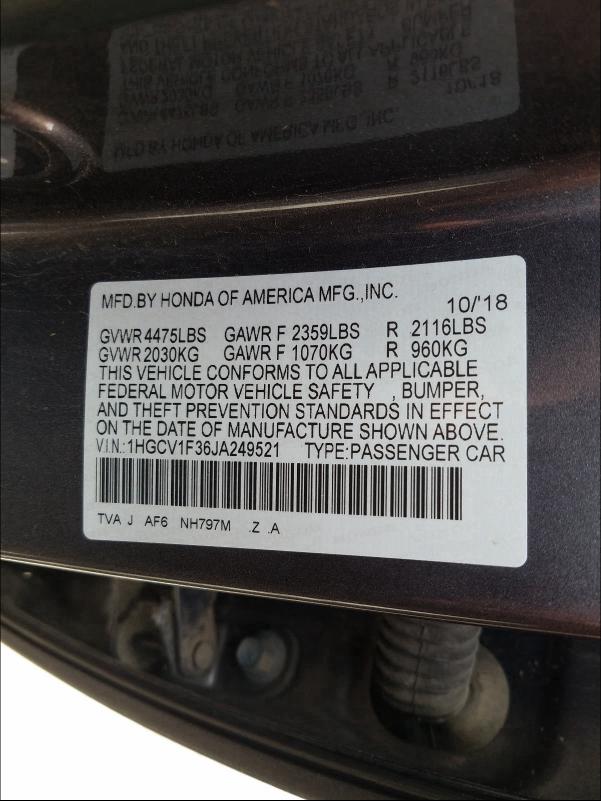 MFD.BY HONDA OF AMERICA MFG.,INC. 10/'18
GVWR 4475LBS GAWR F 2359LBS R 2116LBS
GVWR 2030KG GAWR F 1070KG R 960KG
THIS VEHICLE CONFORMS TO ALL APPLICABLE
FEDERAL MOTOR VEHICLE SAFETY , BUMPER,
AND THEFT PREVENTION STANDARDS IN EFFECT
ON THE DATE OF MANUFACTURE SHOWN ABOVE.
V.I.N.:1HGCV1F36JA249521 TYPE:PASSENGER CAR
TVA J AF6 NH797M .Z .A